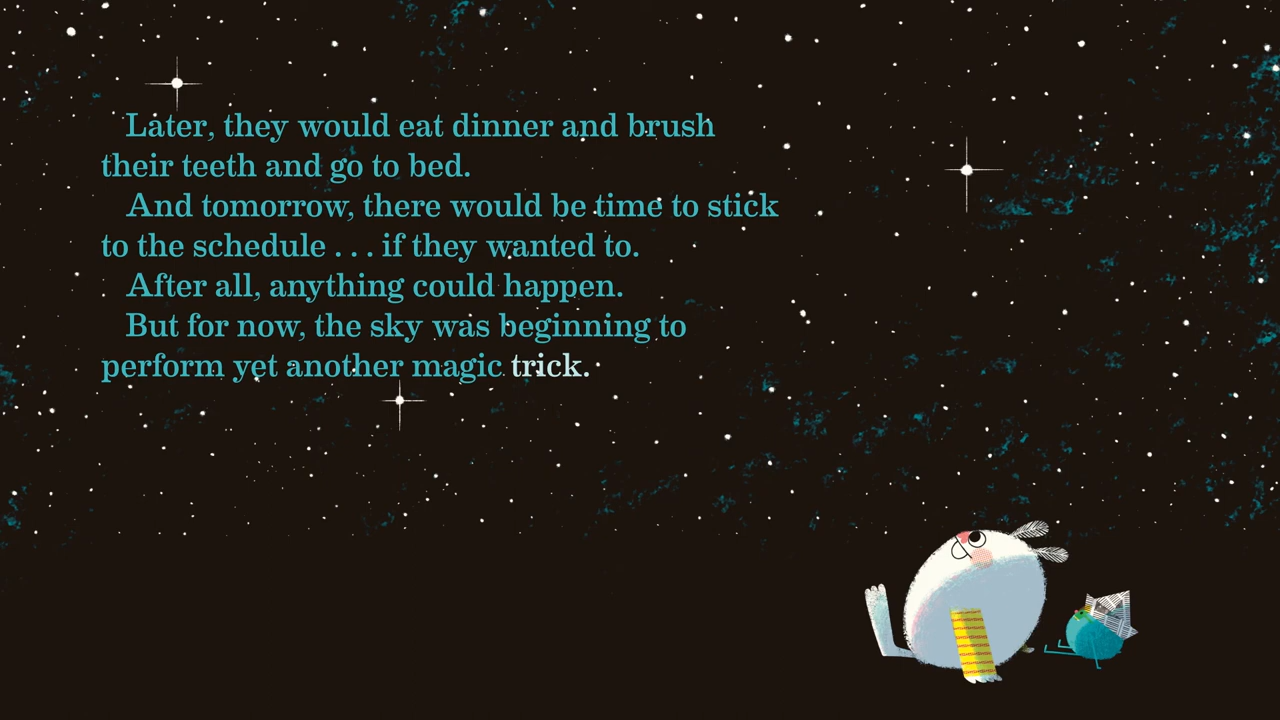 Later, they would eat dinner and brush
their teeth and go to bed.
And tomorrow, there would be time to stick
to the schedule . . . if they wanted to.
After all, anything could happen.
But for now, the sky was beginning to
perform yet another magic trick.